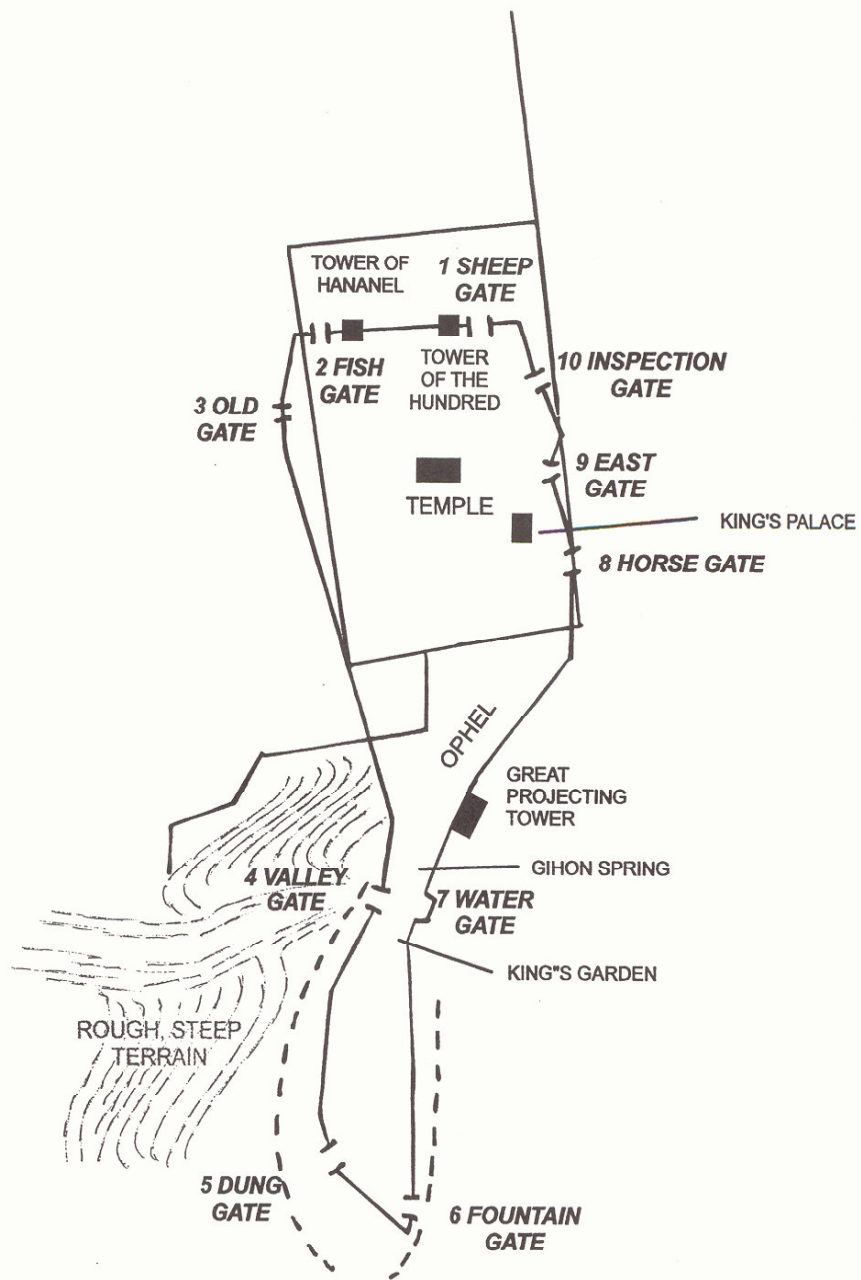 TOWER OF
HANANEL
1 SHEEP
GATE
2 FISH
GATE
TOWER
OF THE
HUNDRED
10 INSPECTION
GATE
3 OLD
GATE
9 EAST
GATE
TEMPLE
KING'S PALACE
8 HORSE GATE
OPHEL
GREAT
PROJECTING
TOWER
GIHON SPRING
4 VALLEY
GATE
7 WATER
GATE
KING"S GARDEN
ROUGH, STEEP
TERRAIN
5 DUNG
GATE
6 FOUNTAIN
GATE